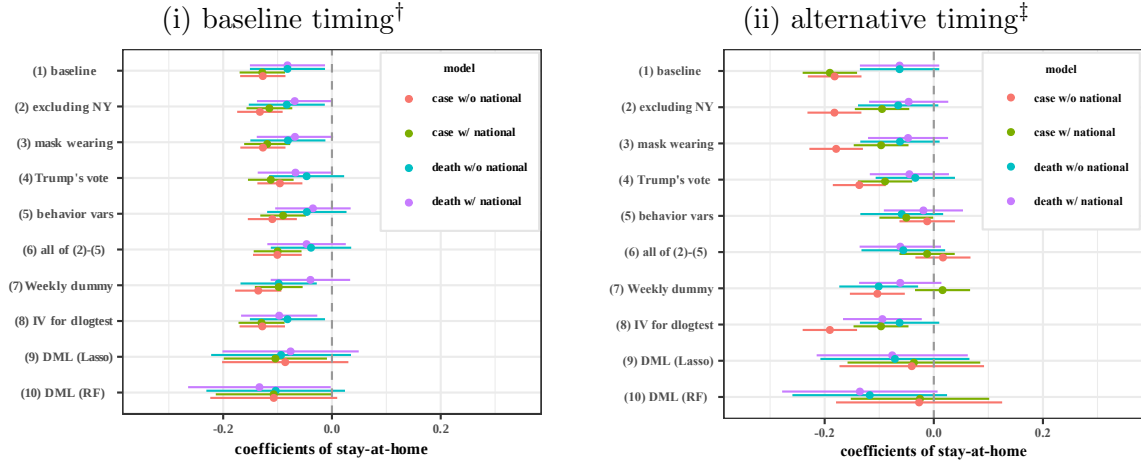 (i) baseline timing†
(1) baseline
(2) excluding NY
(3) mask wearing
(4) Trump's vote
(5) behavior vars
(6) all of (2)-(5)
(7) Weekly dummy
(8) IV for dlogtest
(9) DML (Lasso)
(10) DML (RF)
model
case w/o national
case w/ national
death w/o national
death w/ national
-0.2
0.0
0.2
coefficients of stay-at-home
(ii) alternative timing‡
(1) baseline
(2) excluding NY
(3) mask wearing
(4) Trump's vote
(5) behavior vars
(6) all of (2)-(5)
(7) Weekly dummy
(8) IV for dlogtest
(9) DML (Lasso)
(10) DML (RF)
model
case w/o national
case w/ national
death w/o national
death w/ national
-0.2
0.0
0.2
coefficients of stay-at-home